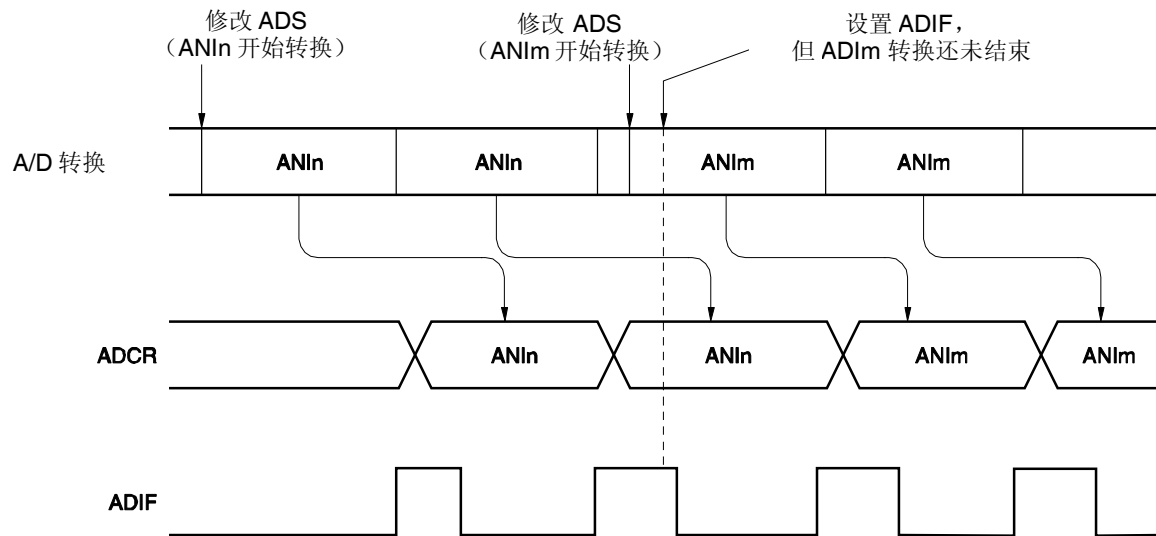 修改 ADS
（ANIn 开始转换）
修改 ADS
（ANIm 开始转换）
设置 ADIF，
但 ADIm 转换还未结束
A/D 转换
ANIn
ANIn
ANIm
ANIm
ADCR
ANIn
ANIn
ANIm
ANIm
ADIF